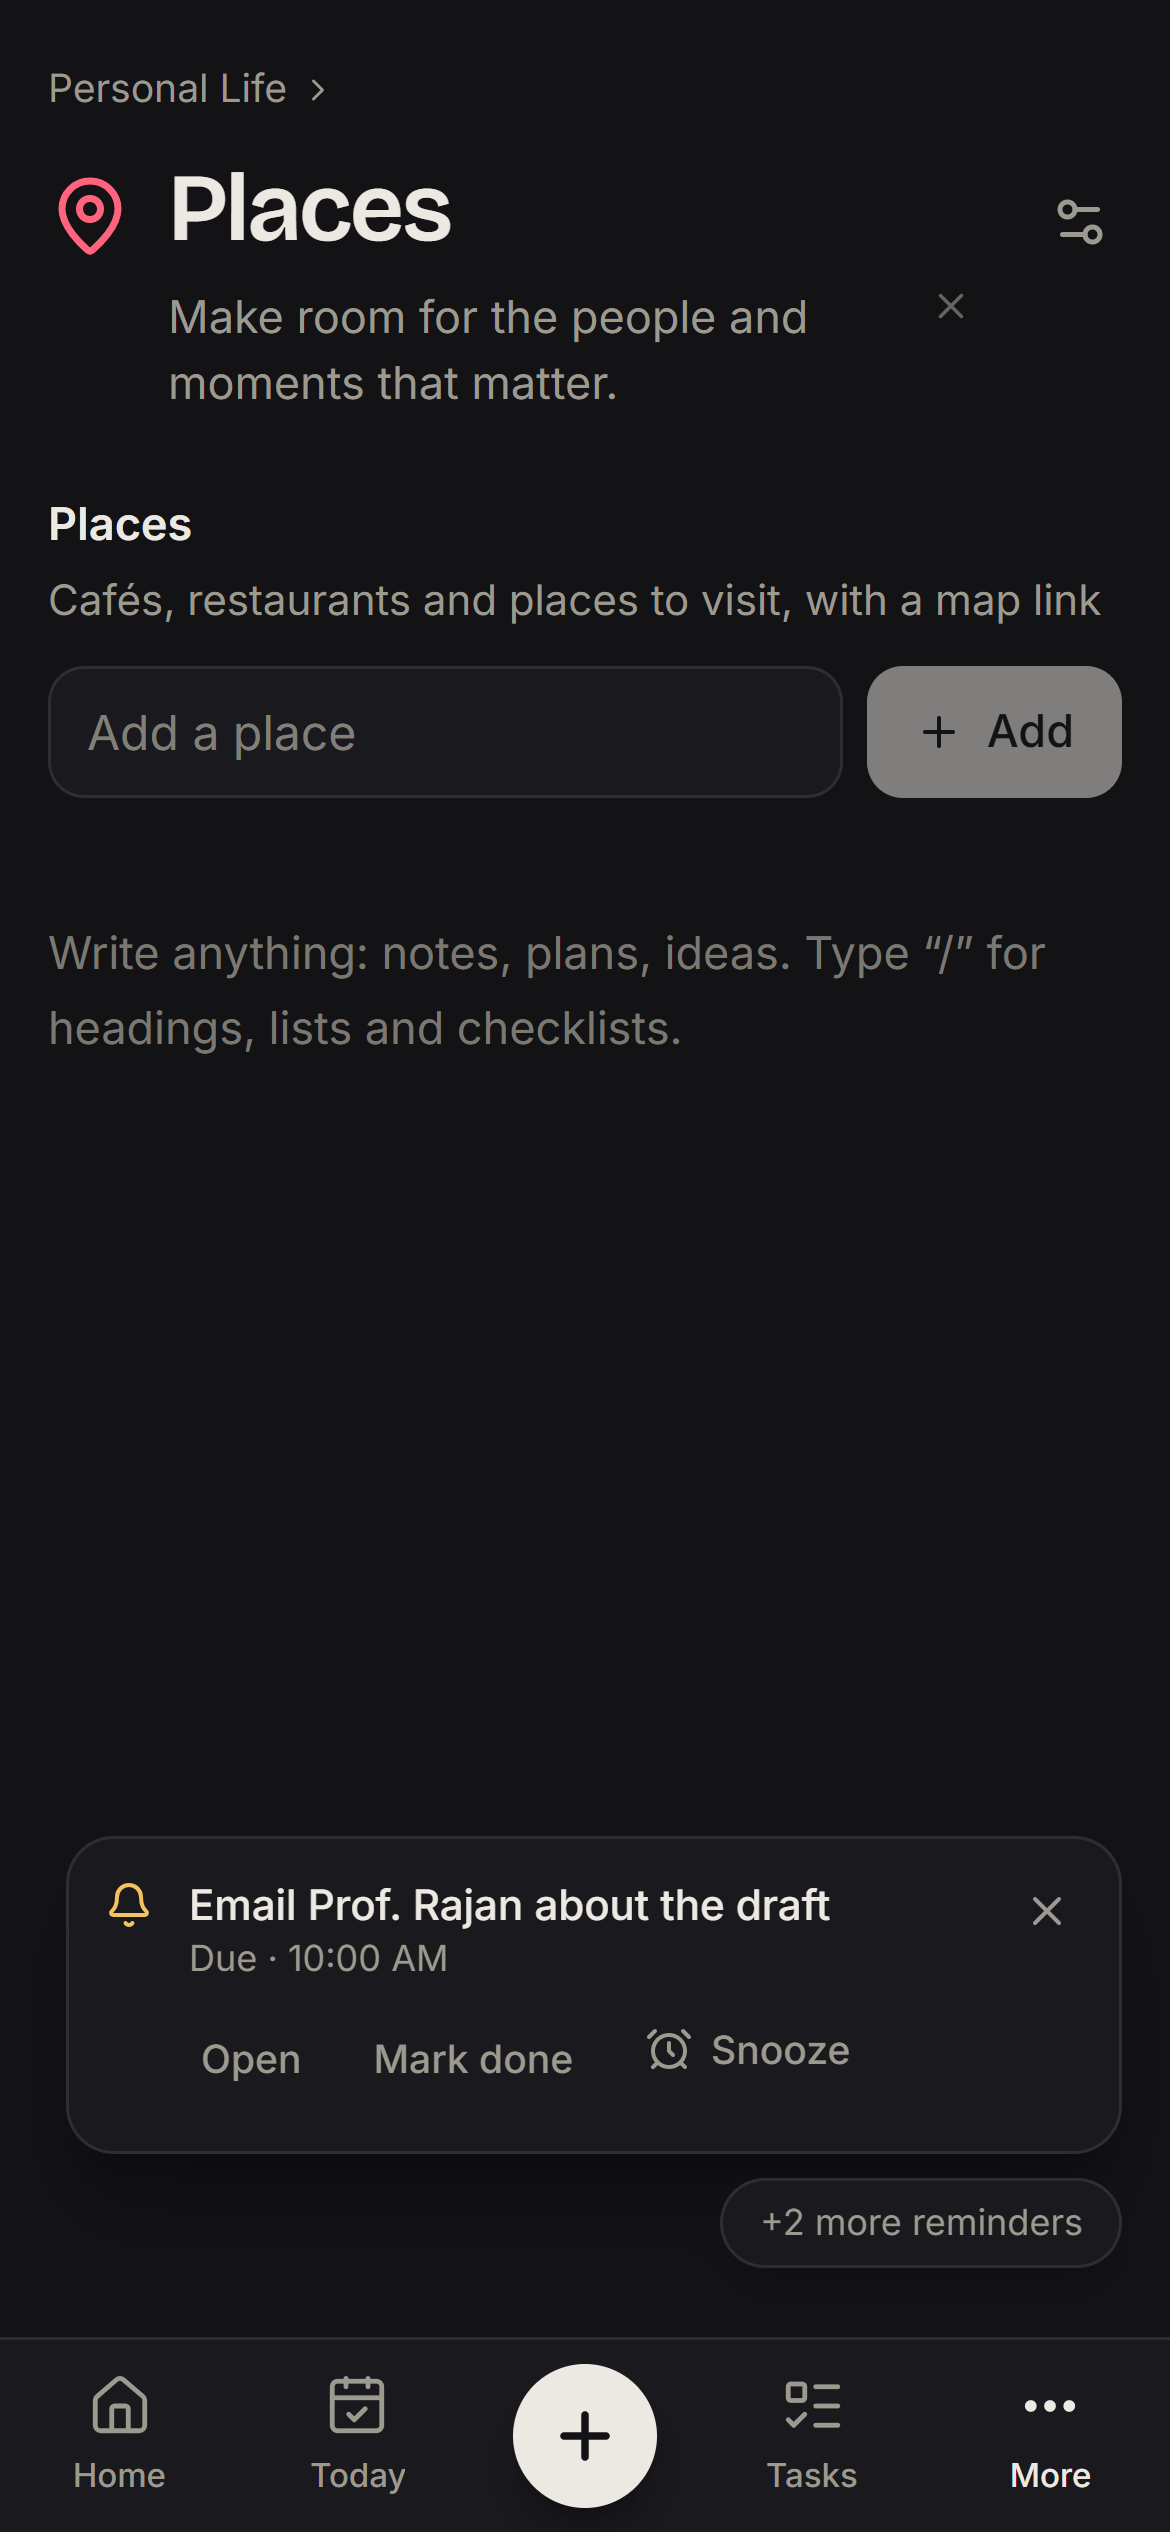 Personal Life
Places
Make room for the people and
moments that matter.
Places
Cafés, restaurants and places to visit, with a map link
Add a place
Add
Write anything: notes, plans, ideas. Type “/” for
headings, lists and checklists.
Email Prof. Rajan about the draft
Due · 10:00 AM
Open Mark done Snooze
+2 more reminders
Home Today Tasks More